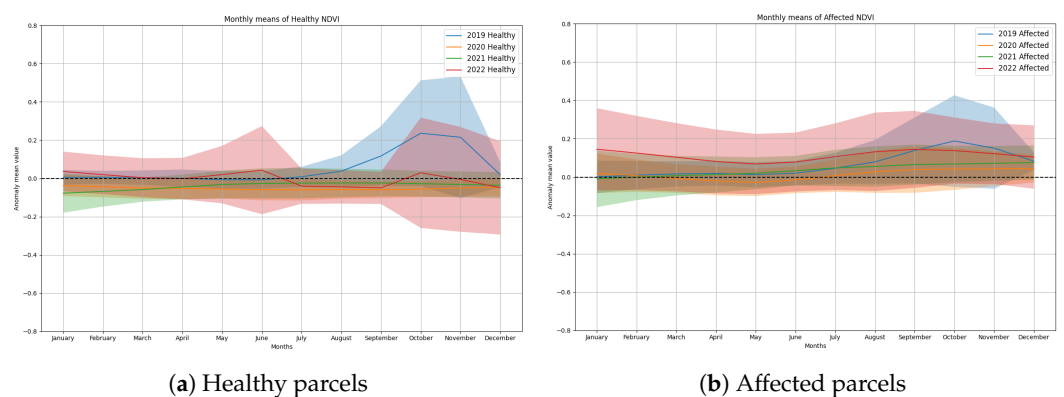 Monthly means of Healthy NDVI
0.8
0.6
0.4
0.2
0.0
−0.2
−0.4
−0.6
−0.8
Anomaly mean value
2019 Healthy
2020 Healthy
2021 Healthy
2022 Healthy
January February March April May June July August September October November December
Months
(a) Healthy parcels
Monthly means of Affected NDVI
0.8
0.6
0.4
0.2
0.0
−0.2
−0.4
−0.6
−0.8
Anomaly mean value
2019 Affected
2020 Affected
2021 Affected
2022 Affected
January February March April May June July August September October November December
Months
(b) Affected parcels